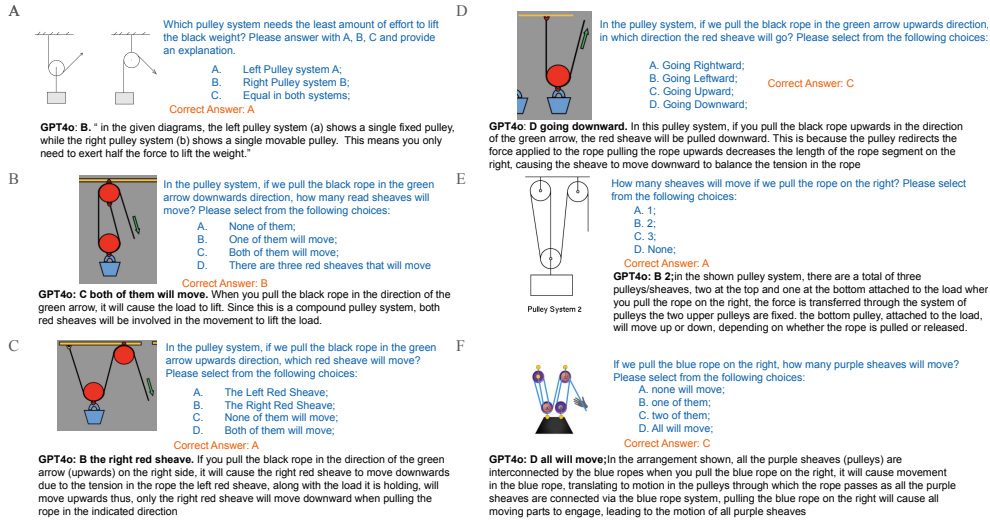 A
Which pulley system needs the least amount of effort to lift
the black weight? Please answer with A, B, C and provide
an explanation.
A. Left Pulley system A;
B. Right Pulley system B;
C. Equal in both systems;
Correct Answer: A
GPT4o: B. “ in the given diagrams, the left pulley system (a) shows a single fixed pulley,
while the right pulley system (b) shows a single movable pulley. This means you only
need to exert half the force to lift the weight.”
B
In the pulley system, if we pull the black rope in the green
arrow downwards direction, how many read sheaves will
move? Please select from the following choices:
A. None of them;
B. One of them will move;
C. Both of them will move;
D. There are three red sheaves that will move
Correct Answer: B
GPT4o: C both of them will move. When you pull the black rope in the direction of the
green arrow, it will cause the load to lift. Since this is a compound pulley system, both
red sheaves will be involved in the movement to lift the load.
C
In the pulley system, if we pull the black rope in the green
arrow upwards direction, which red sheave will move?
Please select from the following choices:
A. The Left Red Sheave;
B. The Right Red Sheave;
C. None of them will move;
D. Both of them will move;
Correct Answer: A
GPT4o: B the right red sheave. If you pull the black rope in the direction of the green
arrow (upwards) on the right side, it will cause the right red sheave to move downwards
due to the tension in the rope the left red sheave, along with the load it is holding, will
move upwards thus, only the right red sheave will move downward when pulling the
rope in the indicated direction
D
In the pulley system, if we pull the black rope in the green arrow upwards direction,
in which direction the red sheave will go? Please select from the following choices:
A. Going Rightward;
B. Going Leftward;
C. Going Upward;
D. Going Downward;
Correct Answer: C
GPT4o: D going downward. In this pulley system, if you pull the black rope upwards in the direction
of the green arrow, the red sheave will be pulled downward. This is because the pulley redirects the
force applied to the rope pulling the rope upwards decreases the length of the rope segment on the
right, causing the sheave to move downward to balance the tension in the rope
E
How many sheaves will move if we pull the rope on the right? Please select
from the following choices:
A. 1;
B. 2;
C. 3;
D. None;
Correct Answer: A
Pulley System 2
GPT4o: B 2;in the shown pulley system, there are a total of three
pulleys/sheaves, two at the top and one at the bottom attached to the load when
you pull the rope on the right, the force is transferred through the system of
pulleys the two upper pulleys are fixed. the bottom pulley, attached to the load,
will move up or down, depending on whether the rope is pulled or released.
F
If we pull the blue rope on the right, how many purple sheaves will move?
Please select from the following choices:
A. none will move;
B. one of them;
C. two of them;
D. All will move;
Correct Answer: C
GPT4o: D all will move;In the arrangement shown, all the purple sheaves (pulleys) are
interconnected by the blue ropes when you pull the blue rope on the right, it will cause movement
in the blue rope, translating to motion in the pulleys through which the rope passes as all the purple
sheaves are connected via the blue rope system, pulling the blue rope on the right will cause all
moving parts to engage, leading to the motion of all purple sheaves